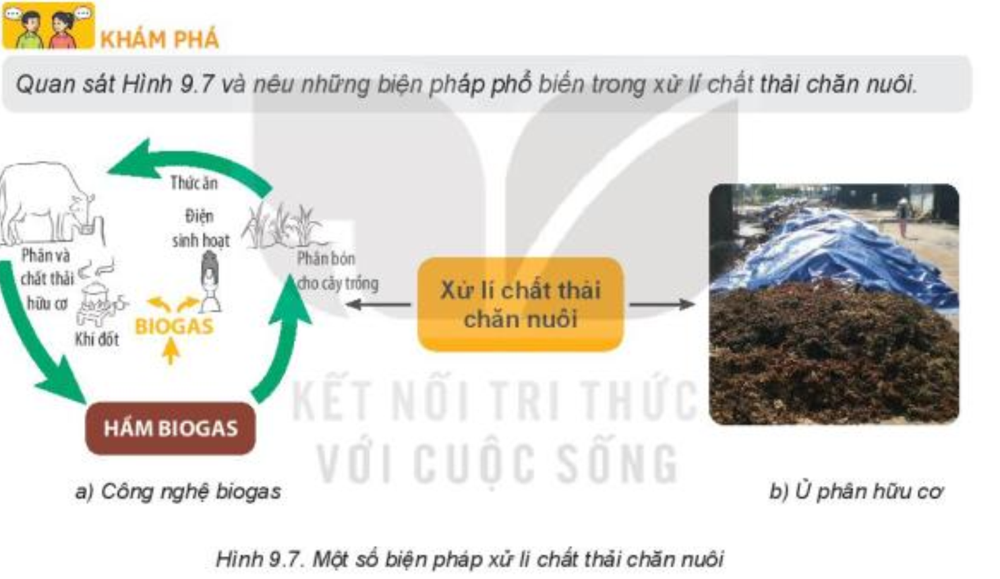 KHÁM PHÁ
Quan sát Hình 9.7 và nêu những biện pháp phổ biến trong xử lí chất thải chăn nuôi.
Thức ăn
Điện
sinh hoạt
Phân và
chất thải
hữu cơ
Khí đốt
BIOGAS
Phân bón
cho cây trồng
HẦM BIOGAS
Xử lí chất thải
chăn nuôi
KẾT NỐI TRI THỨC
VỚI CUỘC SỐNG
a) Công nghệ biogas
b) Ủ phân hữu cơ
Hình 9.7. Một số biện pháp xử lí chất thải chăn nuôi